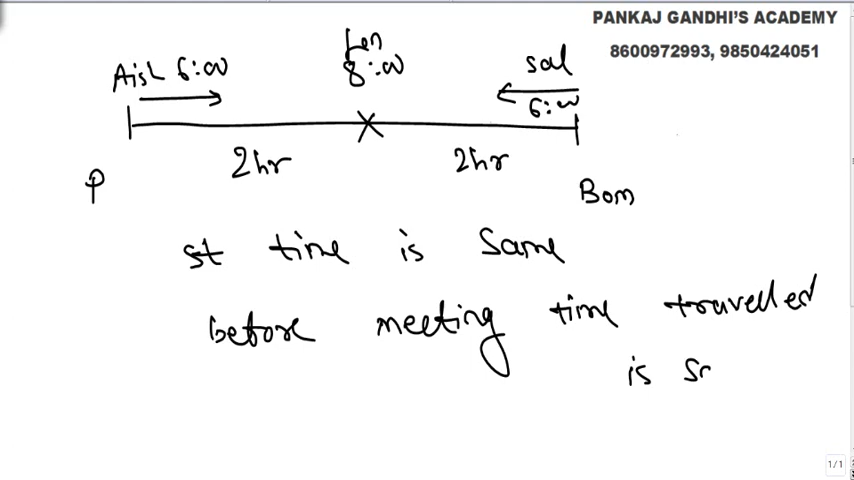 PANKAJ GANDHI'S ACADEMY
8600972993, 9850424051
Aish 6:00
8:00
sal
6:00
2hr
2hr
P
Bom
st time is Same
before meeting time travelled
is Sa